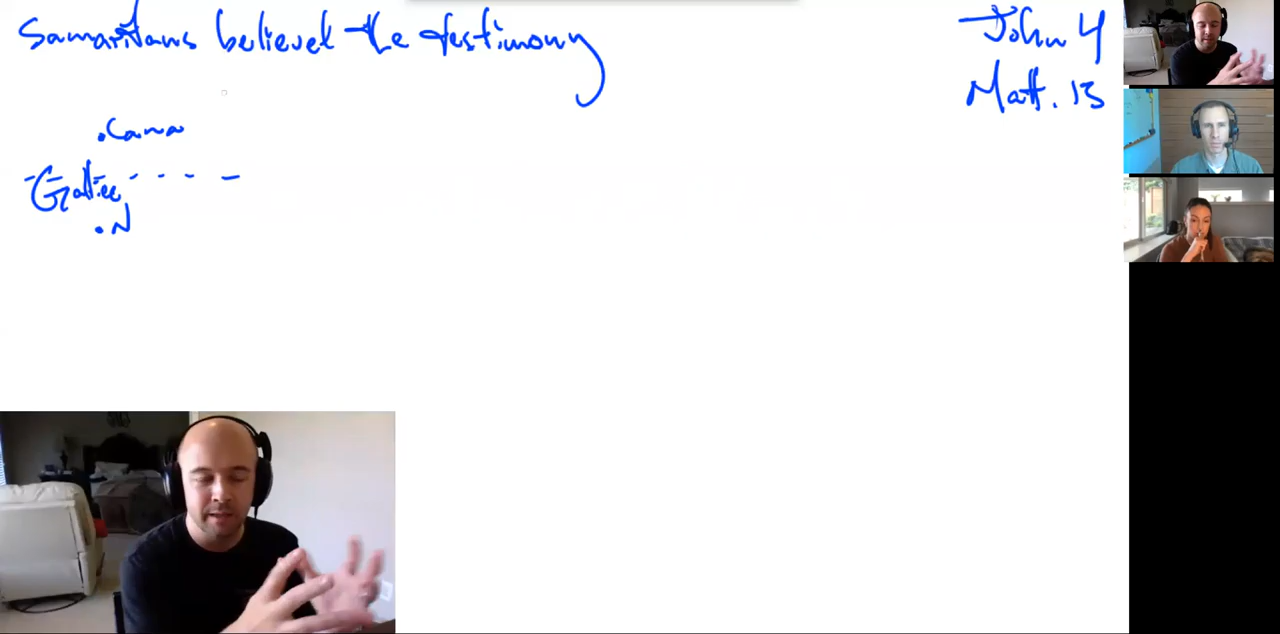 Samaritans believed the testimony
John 4
Matt. 13
.Cana
Galilee
.N